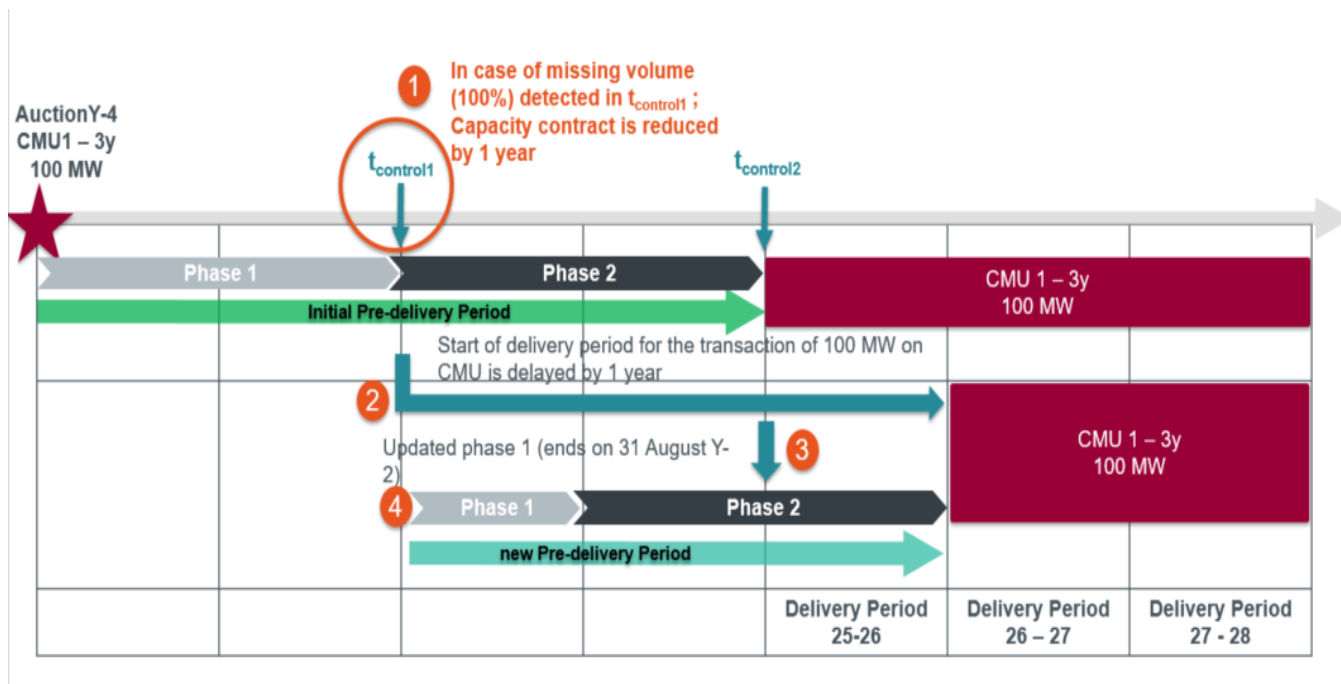 1
In case of missing volume
(100%) detected in tcontrol1 ;
Capacity contract is reduced
by 1 year
AuctionY-4
CMU1 – 3y
100 MW
tcontrol1
tcontrol2
Phase 1
Phase 2
CMU 1 – 3y
100 MW
Initial Pre-delivery Period
Start of delivery period for the transaction of 100 MW on
CMU is delayed by 1 year
2
3
Updated phase 1 (ends on 31 August Y-
2)
CMU 1 – 3y
100 MW
4
Phase 1
Phase 2
new Pre-delivery Period
Delivery Period
25-26
Delivery Period
26 – 27
Delivery Period
27 - 28